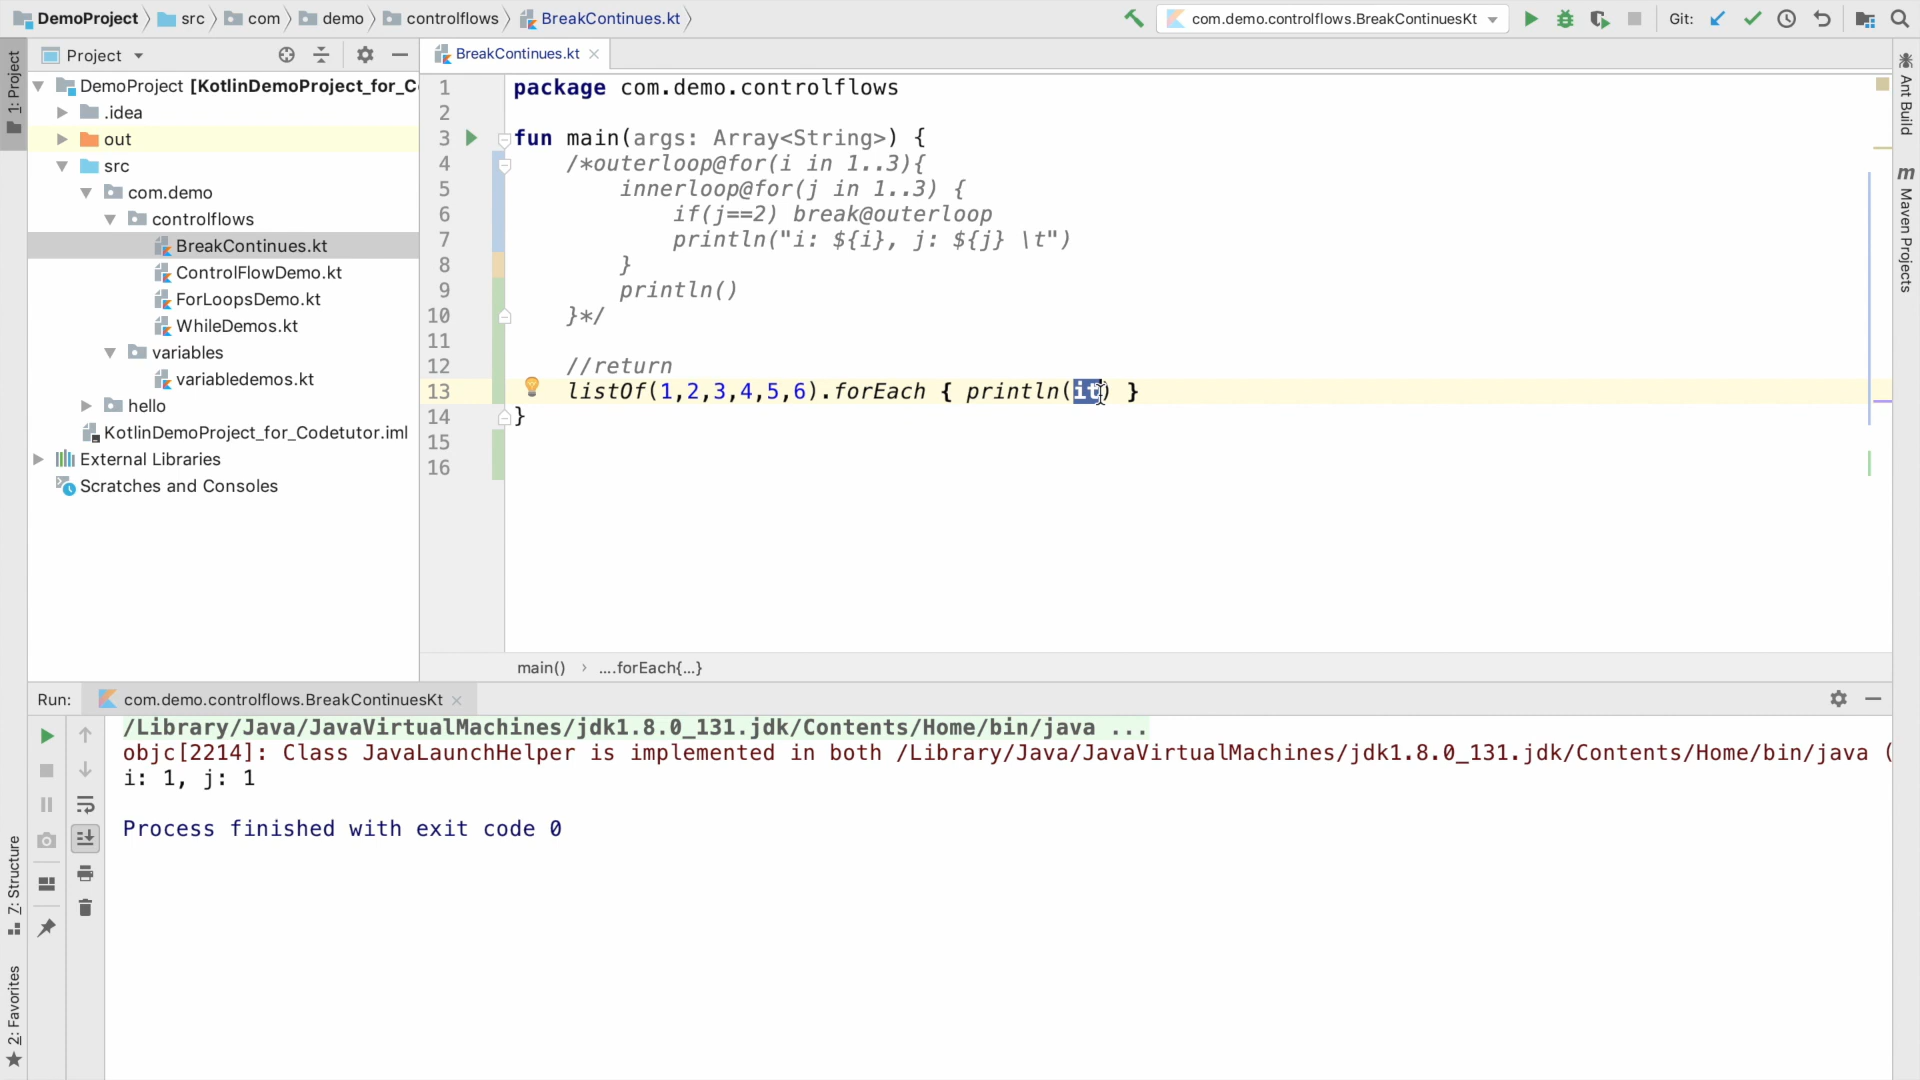 DemoProject src com demo controlflows BreakContinues.kt com.demo.controlflows.BreakContinuesKt Git:
Project
BreakContinues.kt
1: Project
DemoProject [KotlinDemoProject_for_C
.idea
out
src
com.demo
controlflows
BreakContinues.kt
ControlFlowDemo.kt
ForLoopsDemo.kt
WhileDemos.kt
variables
variabledemos.kt
hello
KotlinDemoProject_for_Codetutor.iml
External Libraries
Scratches and Consoles
1 package com.demo.controlflows
2
3 fun main(args: Array<String>) {
4 /*outerloop@for(i in 1..3){
5 innerloop@for(j in 1..3) {
6 if(j==2) break@outerloop
7 println("i: ${i}, j: ${j} \t")
8 }
9 println()
10 }*/
11
12 //return
13 listOf(1,2,3,4,5,6).forEach { println(it) }
14 }
15
16
Ant Build
m Maven Projects
main() › ....forEach{...}
Run: com.demo.controlflows.BreakContinuesKt
/Library/Java/JavaVirtualMachines/jdk1.8.0_131.jdk/Contents/Home/bin/java ...
objc[2214]: Class JavaLaunchHelper is implemented in both /Library/Java/JavaVirtualMachines/jdk1.8.0_131.jdk/Contents/Home/bin/java (
i: 1, j: 1
Process finished with exit code 0
7: Structure
2: Favorites